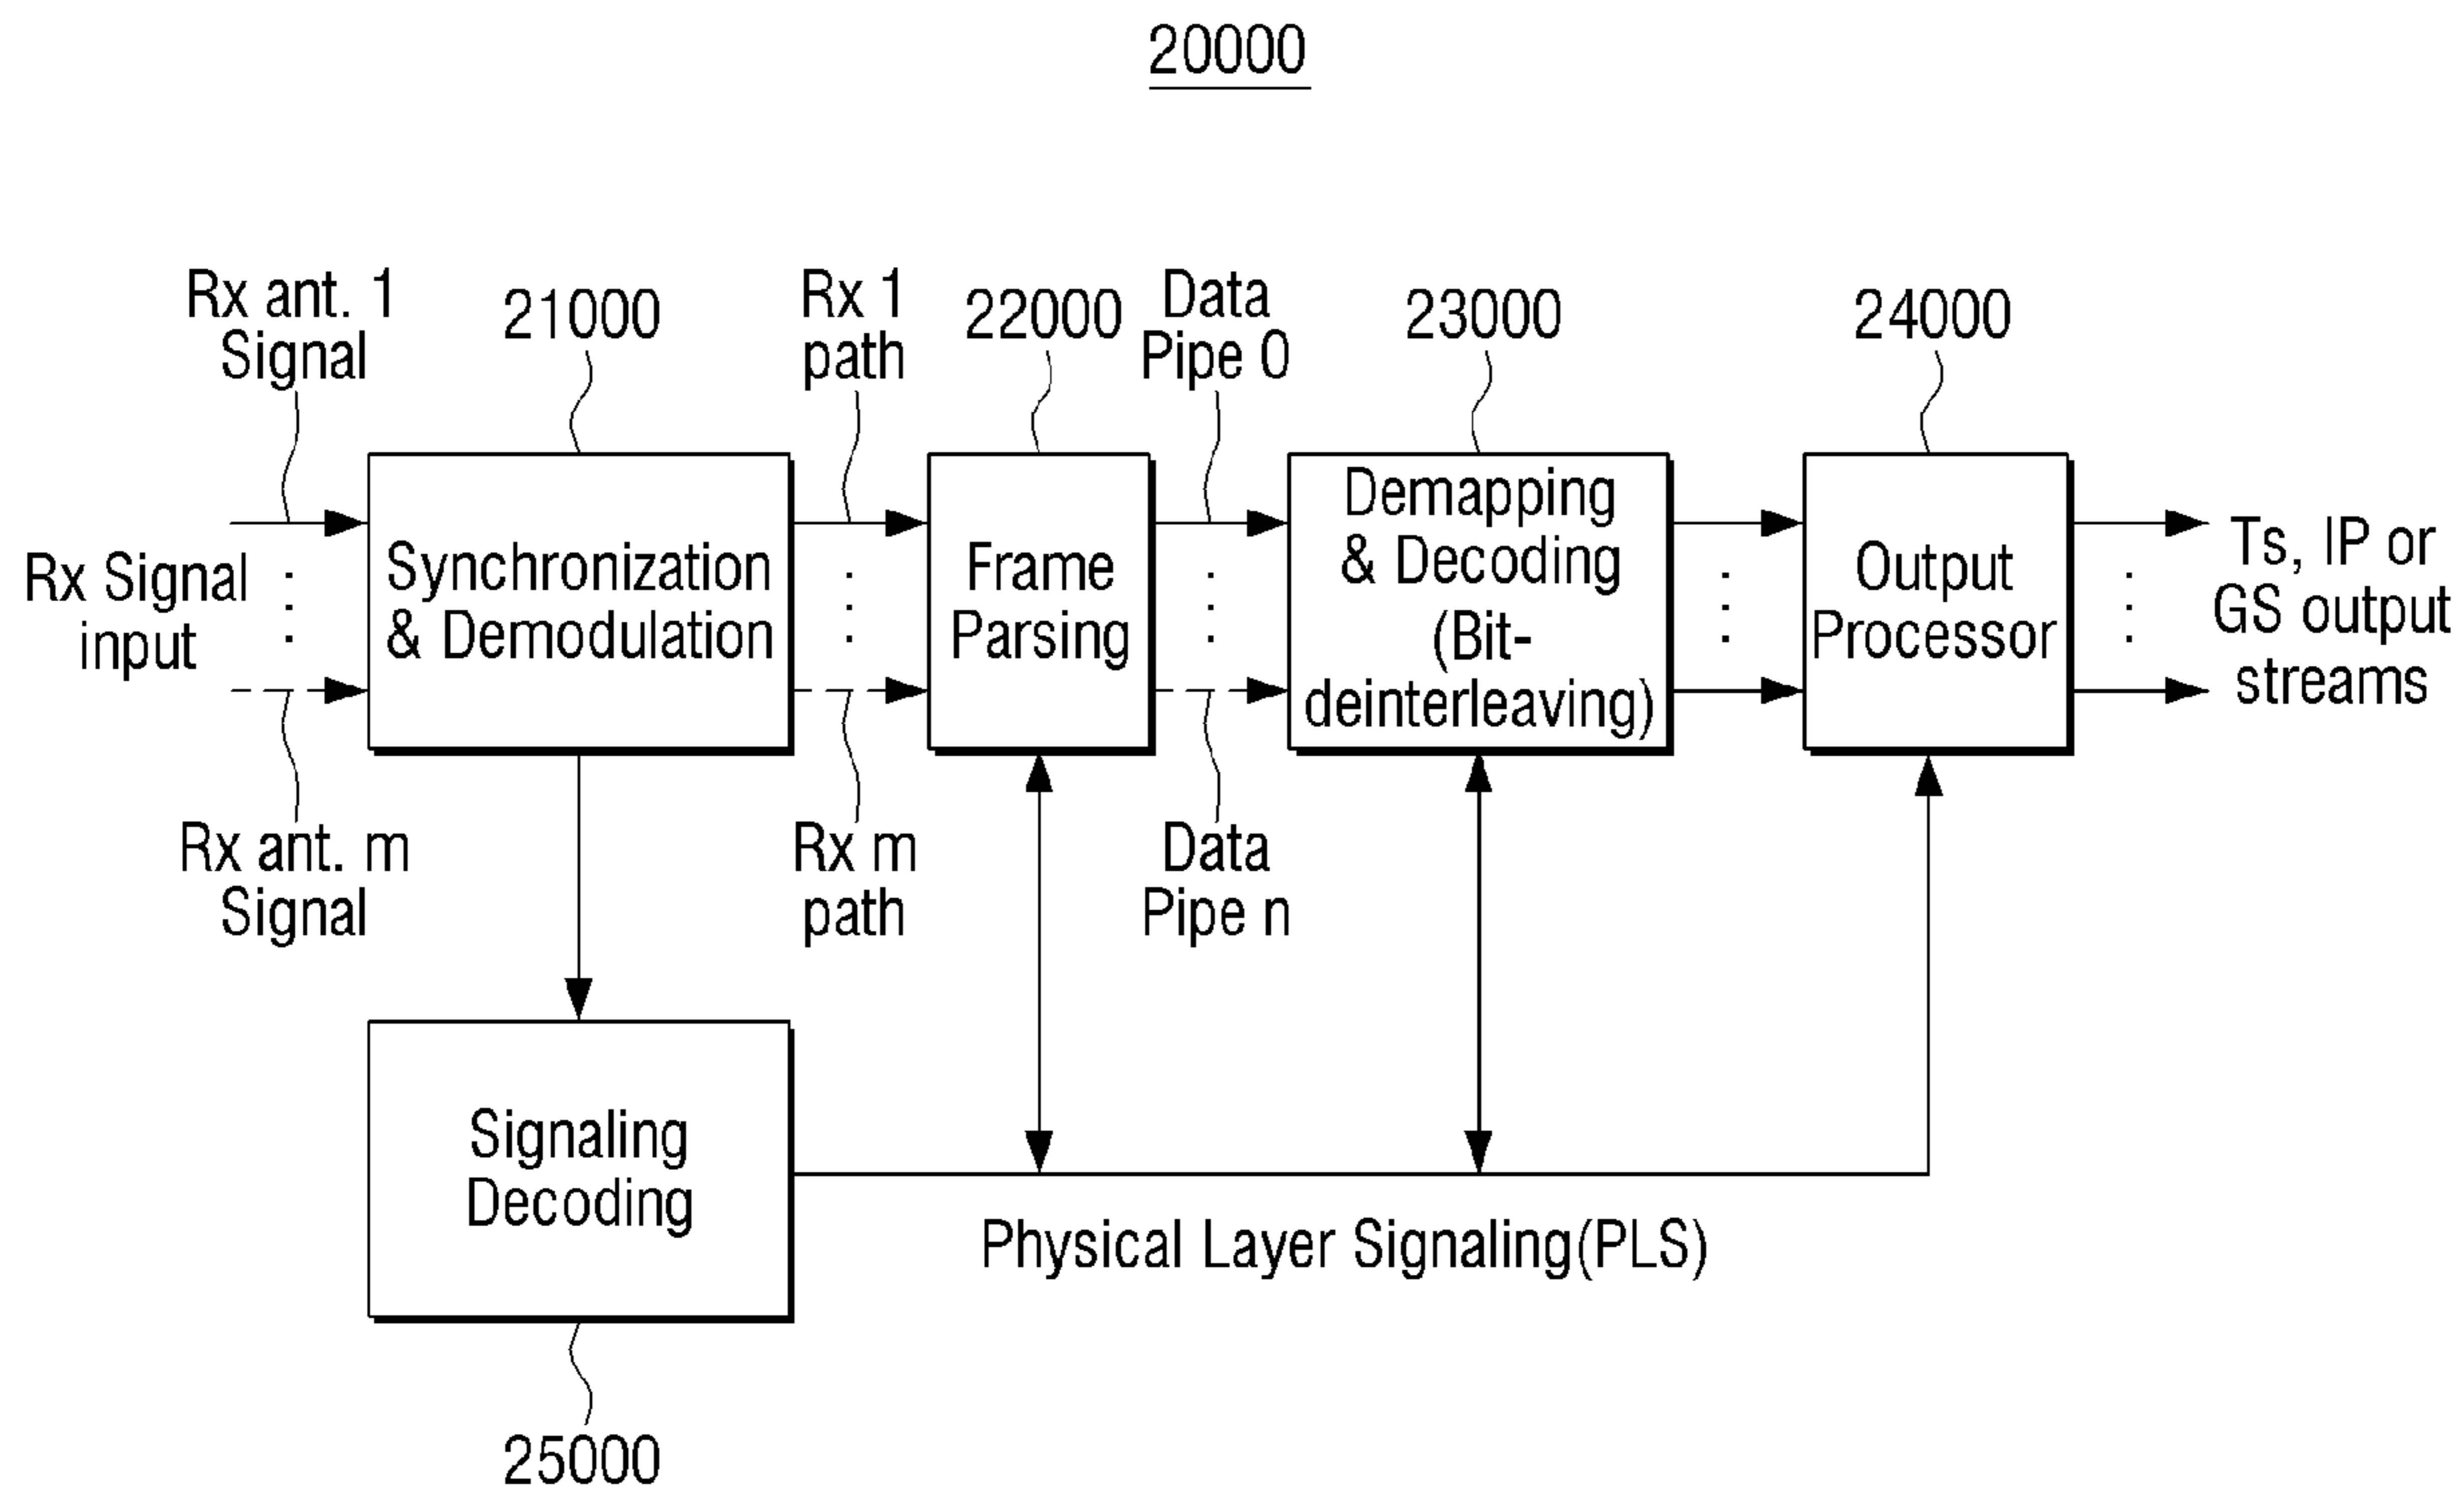 20000
Rx ant. 1
Signal
21000
Rx 1
path
22000
Data
Pipe 0
23000
24000
Rx Signal
input
Synchronization
& Demodulation
Frame
Parsing
Demapping
& Decoding
(Bit-
deinterleaving)
Output
Processor
Ts, IP or
GS output
streams
Rx ant. m
Signal
Rx m
path
Data
Pipe n
Signaling
Decoding
Physical Layer Signaling(PLS)
25000